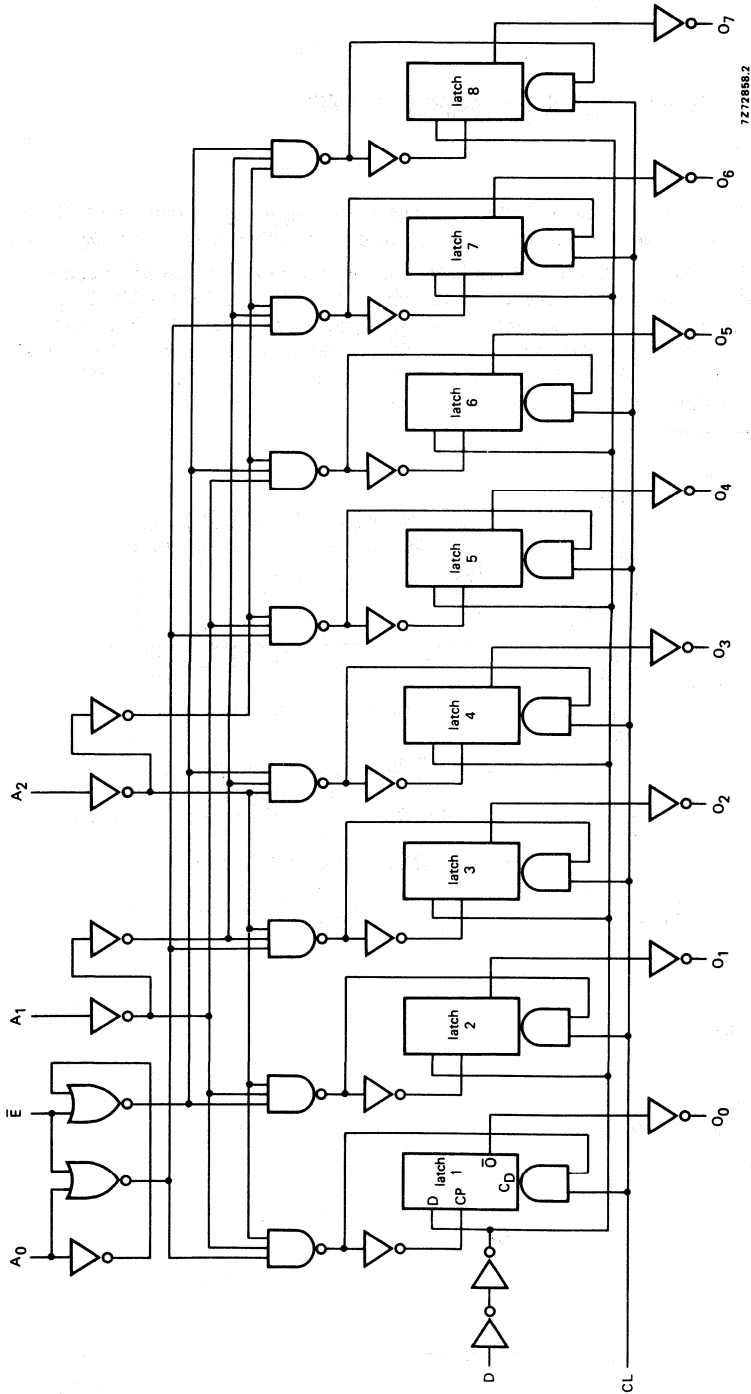 A0 E̅ A1 A2
latch 1 D CP O̅ CD
latch 2
latch 3
latch 4
latch 5
latch 6
latch 7
latch 8
D
CL
O0 O1 O2 O3 O4 O5 O6 O7
7Z72858.2